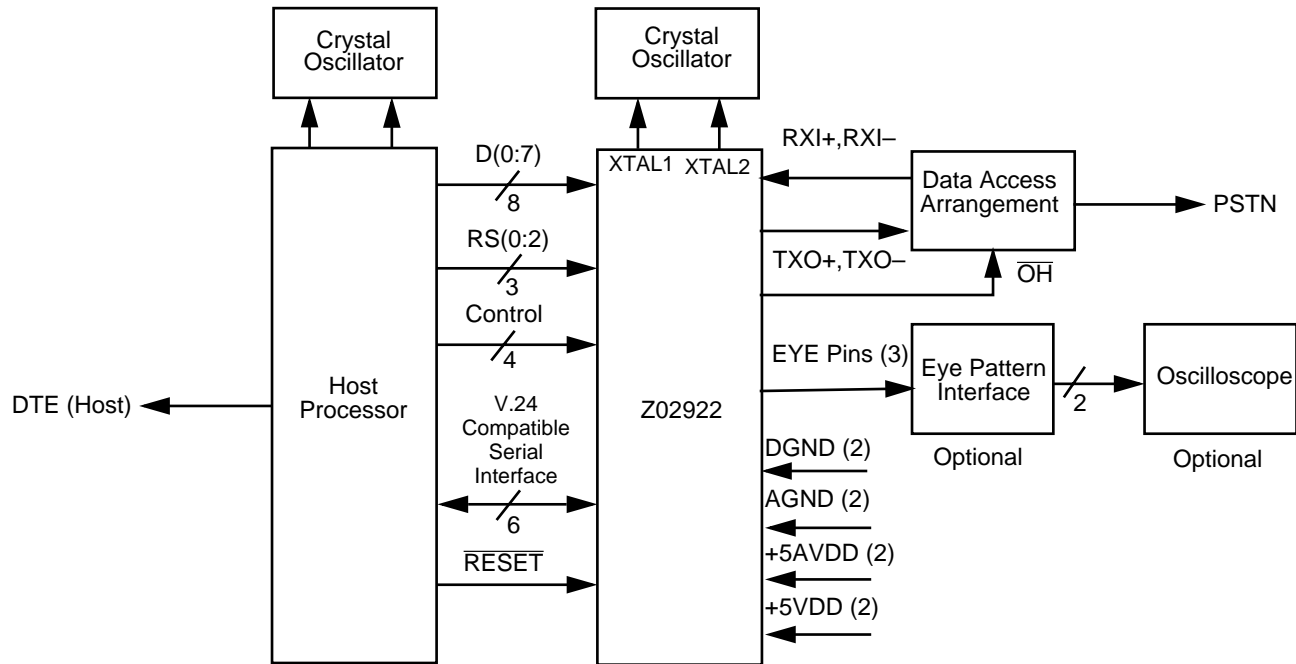 Crystal
Oscillator
Crystal
Oscillator
D(0:7)
8
RS(0:2)
3
Control
4
V.24
Compatible
Serial
Interface
6
R̅E̅S̅E̅T̅
DTE (Host)
Host
Processor
XTAL1
XTAL2
Z02922
RXI+,RXI–
TXO+,TXO–
O̅H̅
Data Access
Arrangement
PSTN
EYE Pins (3)
Eye Pattern
Interface
Optional
2
Oscilloscope
Optional
DGND (2)
AGND (2)
+5AVDD (2)
+5VDD (2)